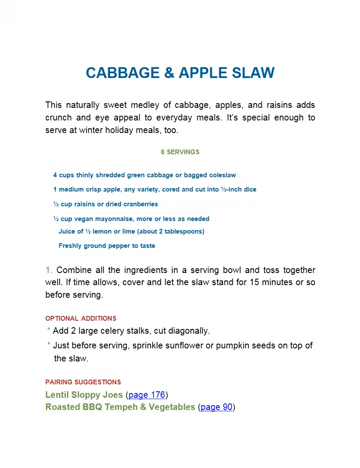 CABBAGE & APPLE SLAW
This naturally sweet medley of cabbage, apples, and raisins adds
crunch and eye appeal to everyday meals. It's special enough to
serve at winter holiday meals, too.
6 SERVINGS
4 cups thinly shredded green cabbage or bagged coleslaw
1 medium crisp apple, any variety, cored and cut into ½-inch dice
½ cup raisins or dried cranberries
½ cup vegan mayonnaise, more or less as needed
Juice of ½ lemon or lime (about 2 tablespoons)
Freshly ground pepper to taste
1. Combine all the ingredients in a serving bowl and toss together
well. If time allows, cover and let the slaw stand for 15 minutes or so
before serving.
OPTIONAL ADDITIONS
* Add 2 large celery stalks, cut diagonally.
* Just before serving, sprinkle sunflower or pumpkin seeds on top of
the slaw.
PAIRING SUGGESTIONS
Lentil Sloppy Joes (page 176)
Roasted BBQ Tempeh & Vegetables (page 90)